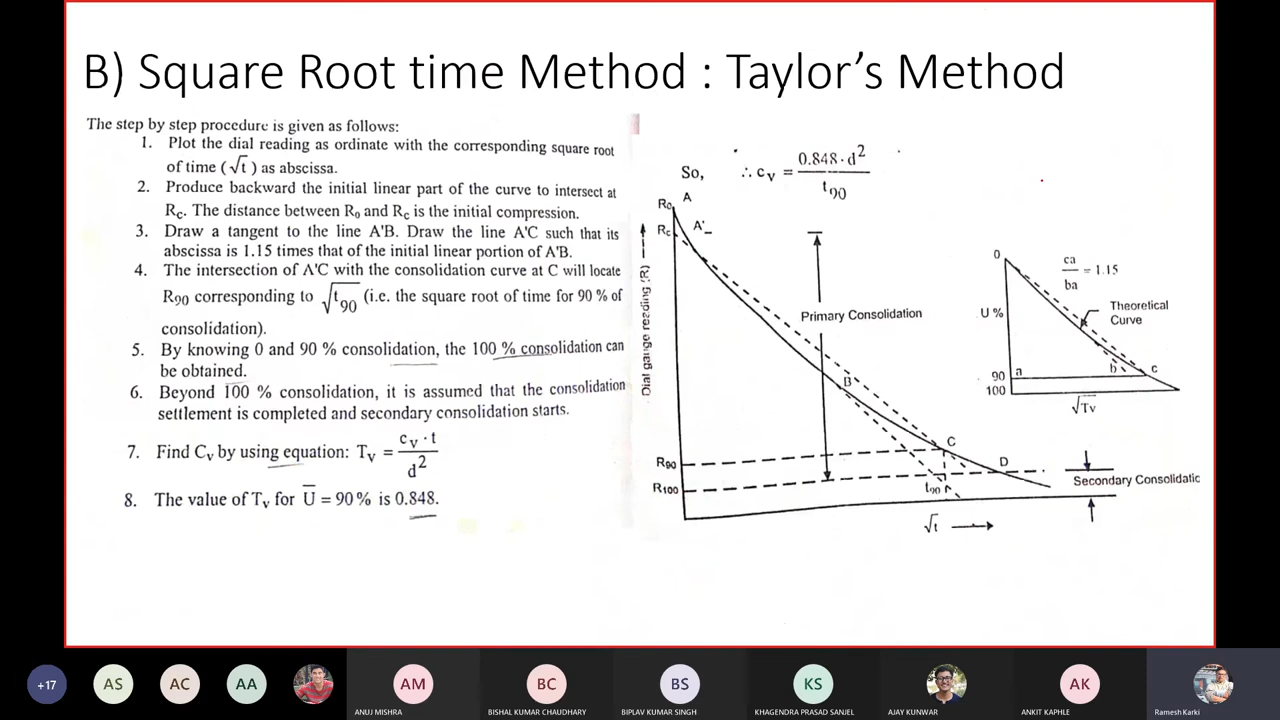 B) Square Root time Method : Taylor's Method
The step by step procedure is given as follows:
1. Plot the dial reading as ordinate with the corresponding square root
of time (√t) as abscissa.
2. Produce backward the initial linear part of the curve to intersect at
Rc. The distance between R0 and Rc is the initial compression.
3. Draw a tangent to the line A'B. Draw the line A'C such that its
abscissa is 1.15 times that of the initial linear portion of A'B.
4. The intersection of A'C with the consolidation curve at C will locate
R90 corresponding to √t90 (i.e. the square root of time for 90 % of
consolidation).
5. By knowing 0 and 90 % consolidation, the 100 % consolidation can
be obtained.
6. Beyond 100 % consolidation, it is assumed that the consolidation
settlement is completed and secondary consolidation starts.
7. Find Cv by using equation: Tv = cv · t / d²
8. The value of Tv for U̅ = 90 % is 0.848.
So, ∴ cv = 0.848 · d² / t90
R0 A
Rc A'
Dial gauge reading (R)
Primary Consolidation
B
C
R90
D
R100
t90
Secondary Consolidatic
√t
0
ca / ba = 1.15
U %
Theoretical
Curve
90 a b c
100
√Tv
+17 AS AC AA AM BC BS KS AK
ANUJ MISHRA BISHAL KUMAR CHAUDHARY BIPLAV KUMAR SINGH KHAGENDRA PRASAD SANJEL AJAY KUNWAR ANKIT KAPHLE Ramesh Karki